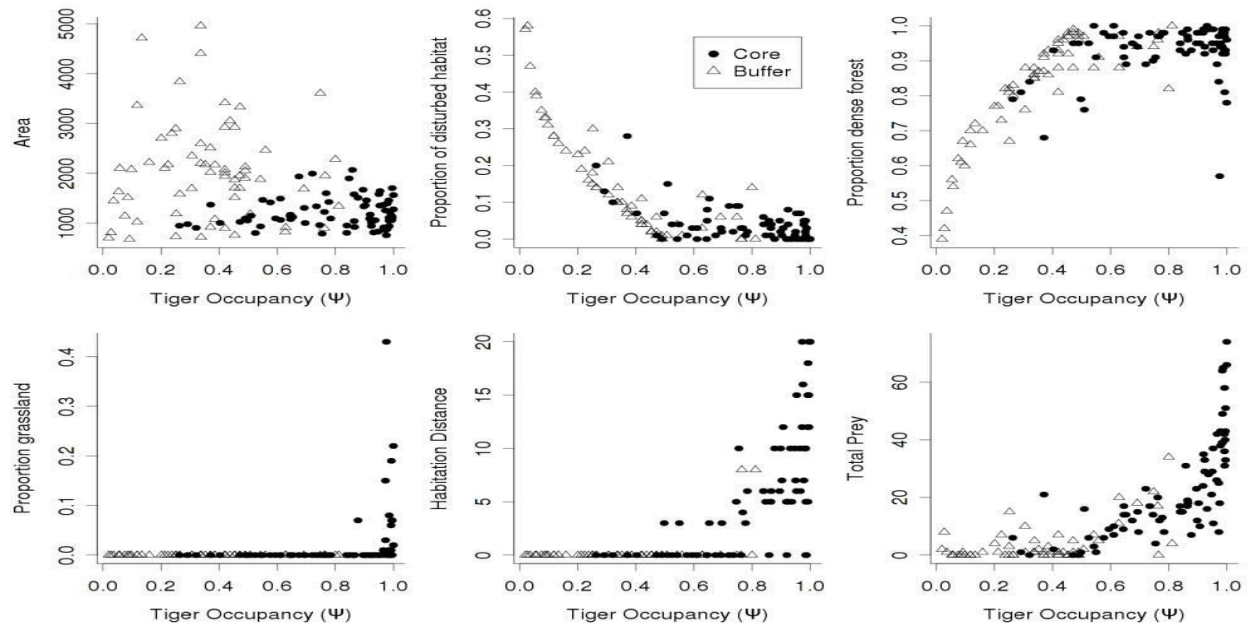 Area
5000
4000
3000
2000
1000
0.0 0.2 0.4 0.6 0.8 1.0
Tiger Occupancy (Ψ)
Proportion of disturbed habitat
0.6
0.5
0.4
0.3
0.2
0.1
0.0
Core
Buffer
0.0 0.2 0.4 0.6 0.8 1.0
Tiger Occupancy (Ψ)
Proportion dense forest
1.0
0.9
0.8
0.7
0.6
0.5
0.4
0.0 0.2 0.4 0.6 0.8 1.0
Tiger Occupancy (Ψ)
Proportion grassland
0.4
0.3
0.2
0.1
0.0
0.0 0.2 0.4 0.6 0.8 1.0
Tiger Occupancy (Ψ)
Habitation Distance
20
15
10
5
0
0.0 0.2 0.4 0.6 0.8 1.0
Tiger Occupancy (Ψ)
Total Prey
60
40
20
0
0.0 0.2 0.4 0.6 0.8 1.0
Tiger Occupancy (Ψ)